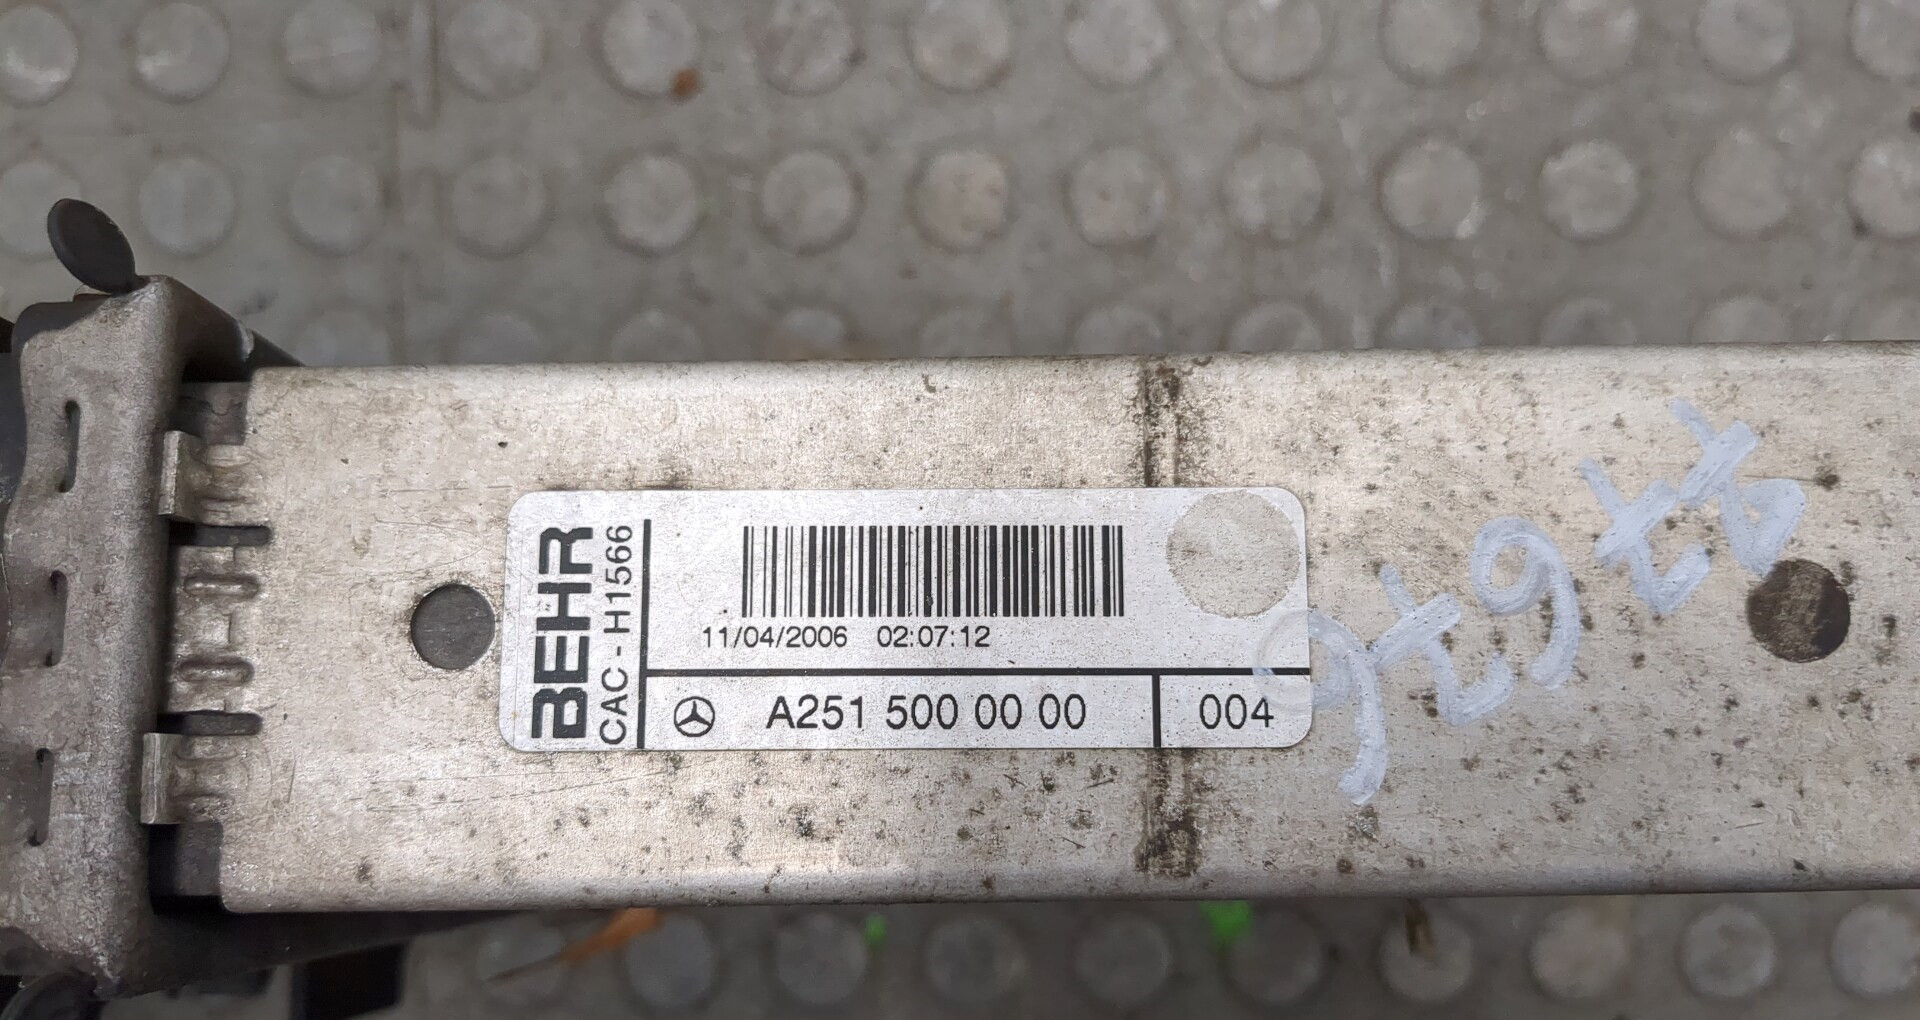 BEHR
CAC - H1566
11/04/2006 02:07:12
A251 500 00 00 004